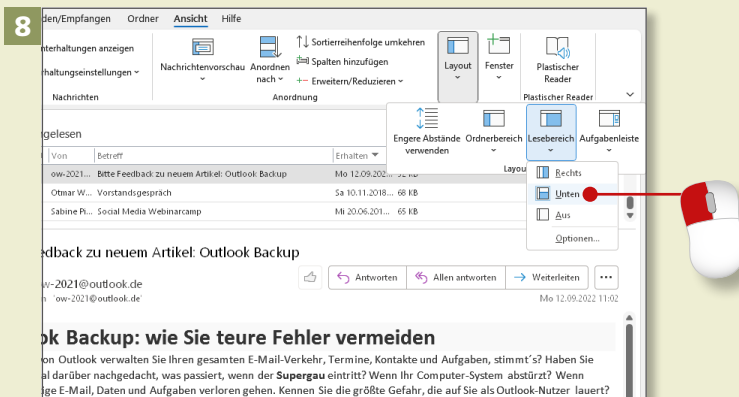 8
den/Empfangen Ordner Ansicht Hilfe
nterhaltungen anzeigen
rhaltungseinstellungen
Nachrichten
Nachrichtenvorschau
Anordnen nach
Sortierreihenfolge umkehren
Spalten hinzufügen
Erweitern/Reduzieren
Anordnung
Layout
Fenster
Plastischer Reader
Plastischer Reader
Engere Abstände verwenden
Ordnerbereich
Lesebereich
Aufgabenleiste
Layou
Rechts
Unten
Aus
Optionen...
gelesen
Von Betreff Erhalten
ow-2021... Bitte Feedback zu neuem Artikel: Outlook Backup Mo 12.09.202...
Otmar W... Vorstandsgespräch Sa 10.11.2018... 68 KB
Sabine Pi... Social Media Webinarcamp Mi 20.06.201... 65 KB
edback zu neuem Artikel: Outlook Backup
w-2021@outlook.de
n 'ow-2021@outlook.de'
Antworten Allen antworten Weiterleiten ...
Mo 12.09.2022 11:02
ok Backup: wie Sie teure Fehler vermeiden
on Outlook verwalten Sie Ihren gesamten E-Mail-Verkehr, Termine, Kontakte und Aufgaben, stimmt´s? Haben Sie
al darüber nachgedacht, was passiert, wenn der Supergau eintritt? Wenn Ihr Computer-System abstürzt? Wenn
ige E-Mail, Daten und Aufgaben verloren gehen. Kennen Sie die größte Gefahr, die auf Sie als Outlook-Nutzer lauert?